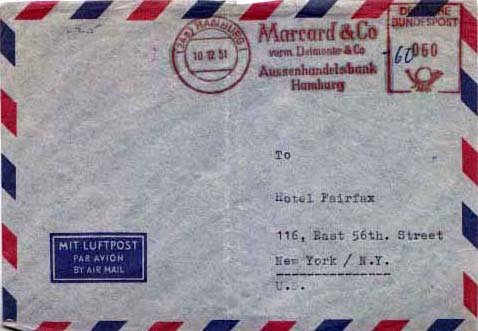 (24a) HAMBURG 1
10.12.51
Marcard & Co
vorm. Delmonte & Co
Aussenhandelsbank
Hamburg
DEUTSCHE
BUNDESPOST
060
60
To
Hotel Fairfax
116, East 56th. Street
New York / N.Y.
U.S.
MIT LUFTPOST
PAR AVION
BY AIR MAIL